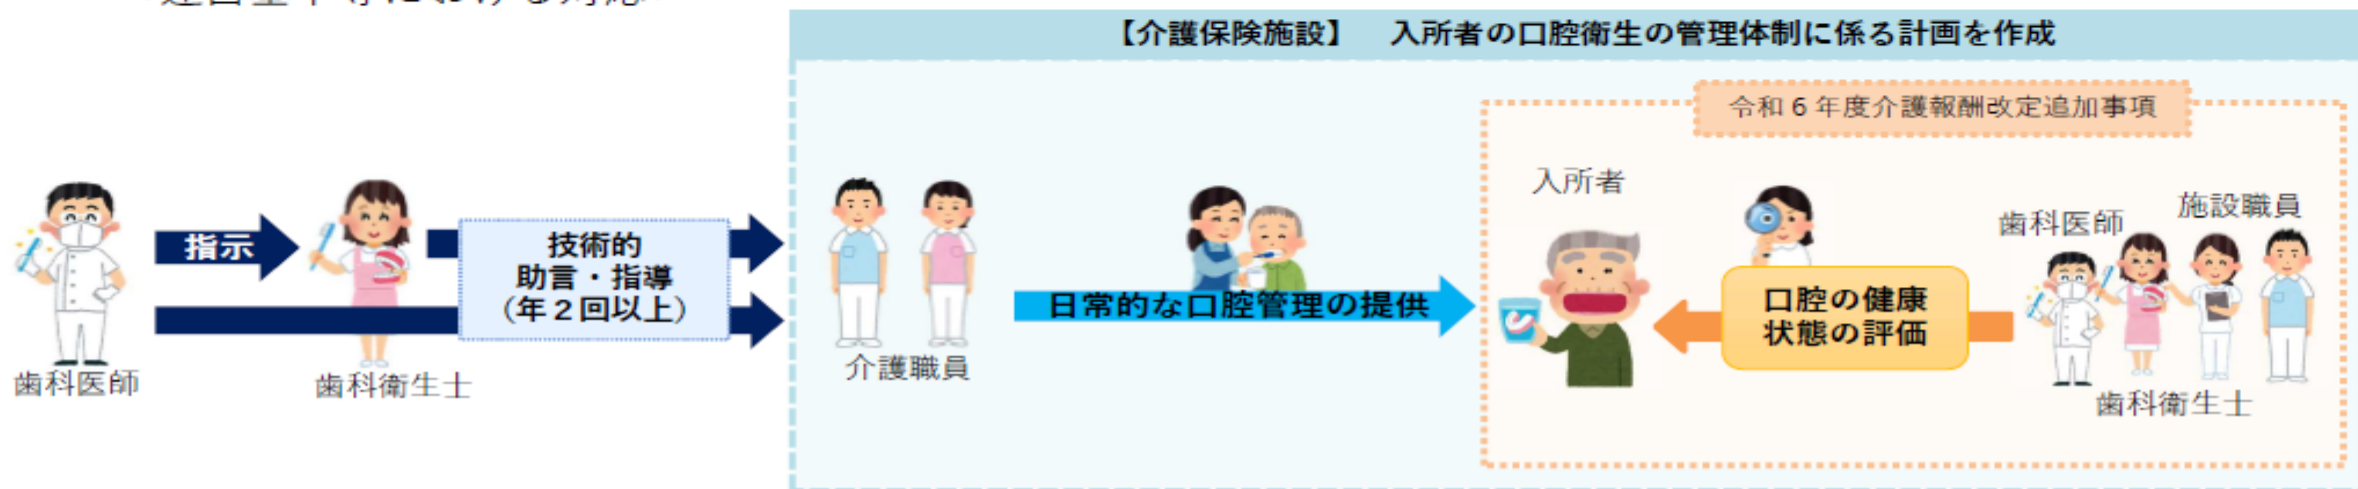 【介護保険施設】 入所者の口腔衛生の管理体制に係る計画を作成
令和６年度介護報酬改定追加事項
指示
技術的
助言・指導
（年２回以上）
歯科医師
歯科衛生士
介護職員
日常的な口腔管理の提供
入所者
口腔の健康
状態の評価
歯科医師
施設職員
歯科衛生士